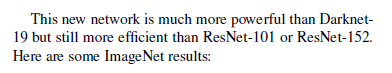 This new network is much more powerful than Darknet-
19 but still more efficient than ResNet-101 or ResNet-152.
Here are some ImageNet results: